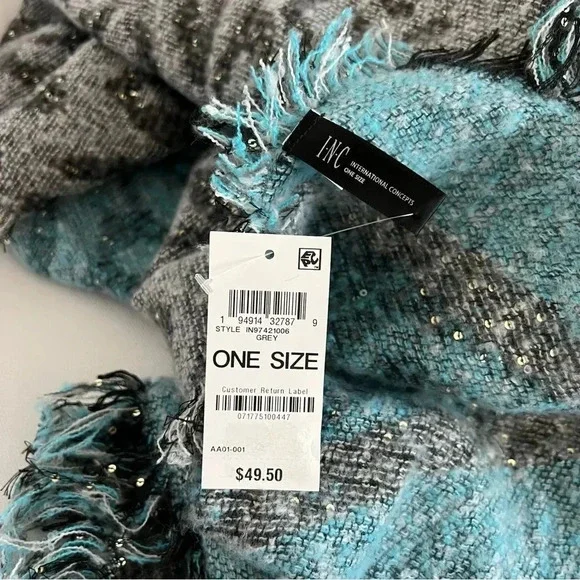 I·N·C INTERNATIONAL CONCEPTS
ONE SIZE
EPC
1 94914 32787 9
STYLE IN97421006
GREY
ONE SIZE
Customer Return Label
071775100447
AA01-001
$49.50